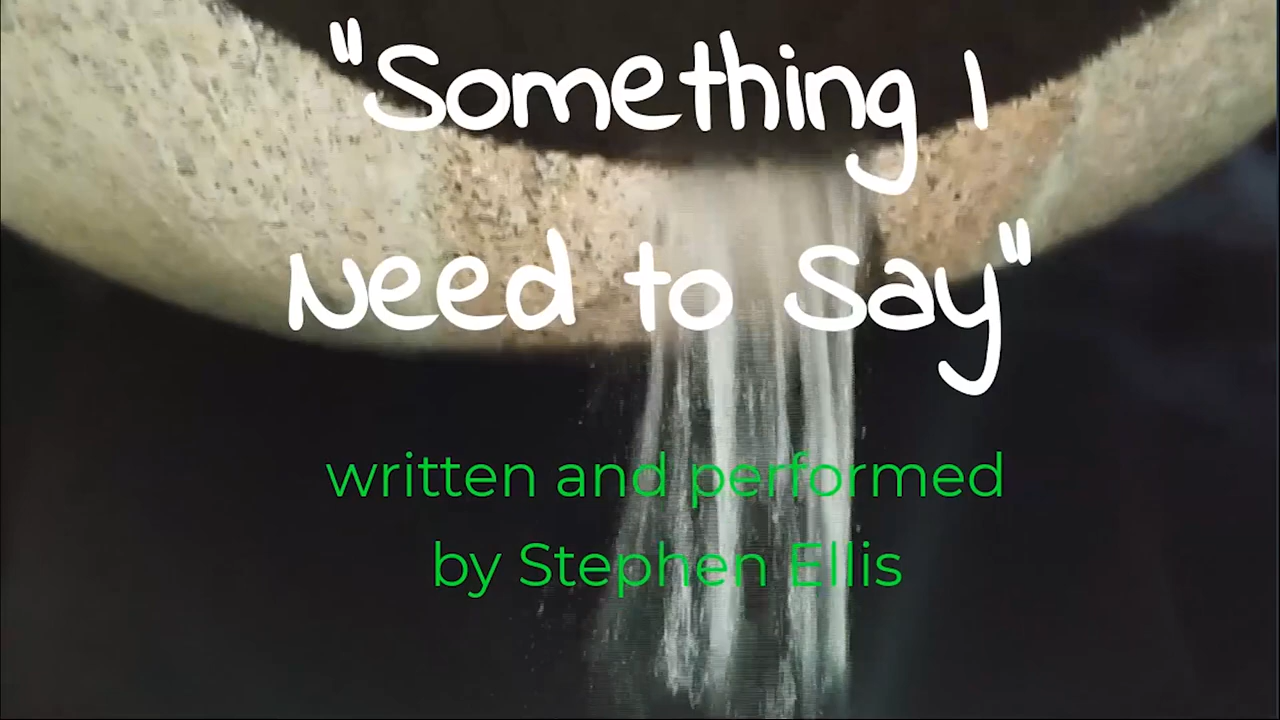 "Something I
Need to Say"
written and performed
by Stephen Ellis